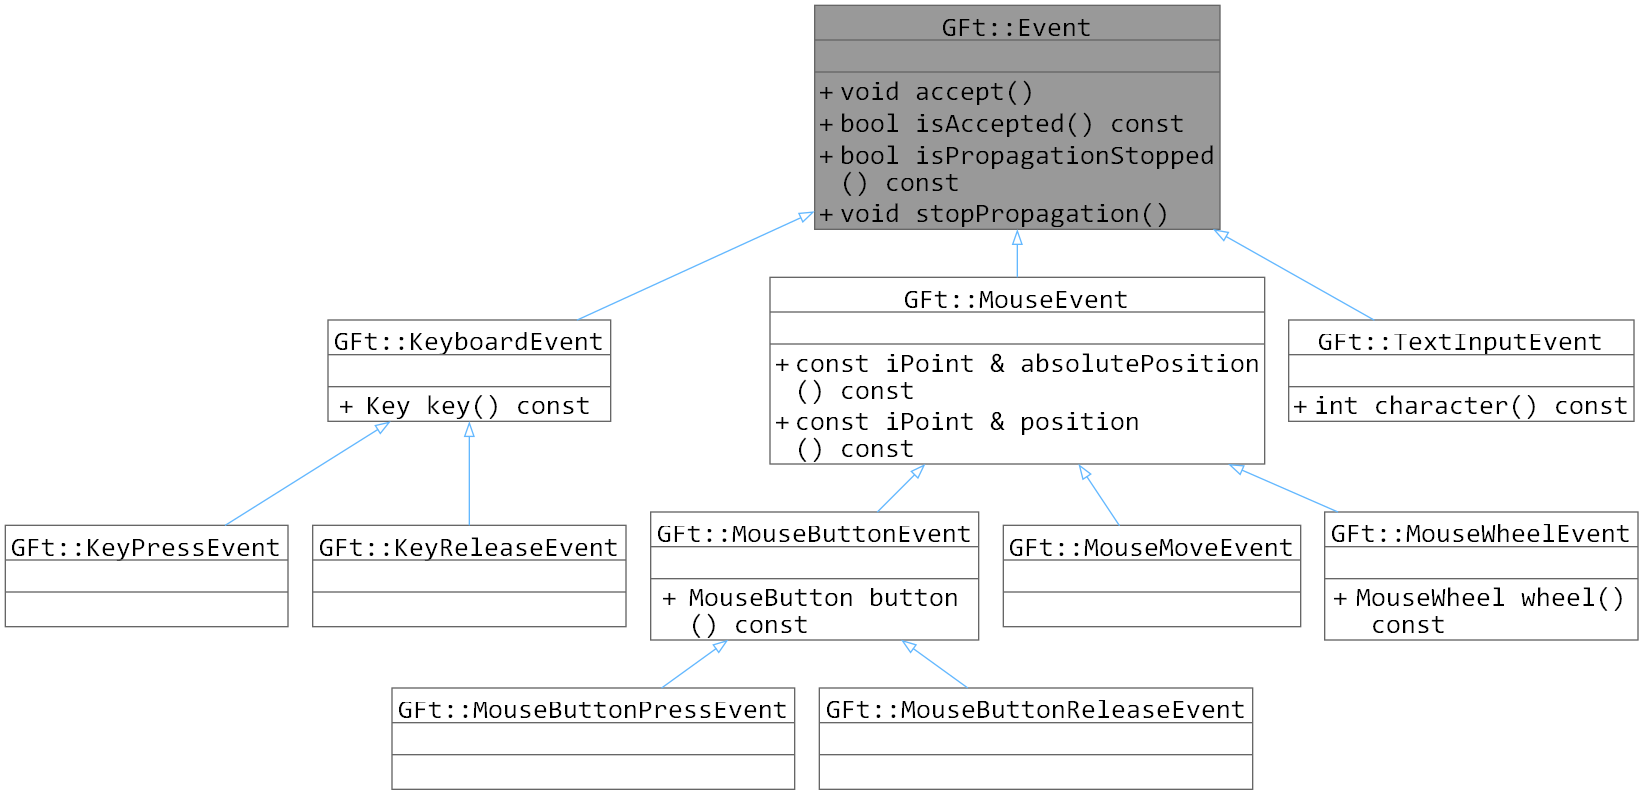 GFt::Event
+ void accept()
+ bool isAccepted() const
+ bool isPropagationStopped
() const
+ void stopPropagation()
GFt::MouseEvent
+ const iPoint & absolutePosition
() const
+ const iPoint & position
() const
GFt::KeyboardEvent
+ Key key() const
GFt::TextInputEvent
+ int character() const
GFt::KeyPressEvent
GFt::KeyReleaseEvent
GFt::MouseButtonEvent
+ MouseButton button
() const
GFt::MouseMoveEvent
GFt::MouseWheelEvent
+ MouseWheel wheel()
const
GFt::MouseButtonPressEvent
GFt::MouseButtonReleaseEvent